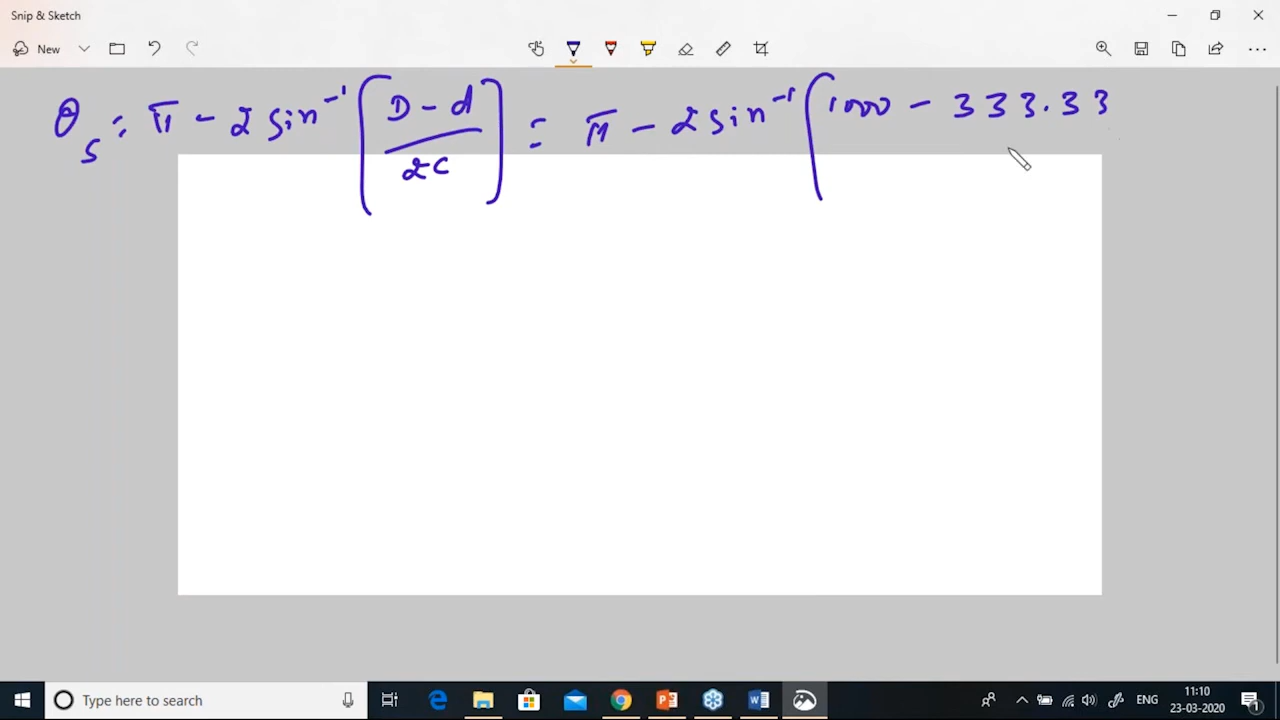 Snip & Sketch
New
θ_s = π - 2 sin⁻¹ [ (D - d) / 2C ] = π - 2 sin⁻¹ ( 1000 - 333.33
Type here to search
ENG
11:10
23-03-2020